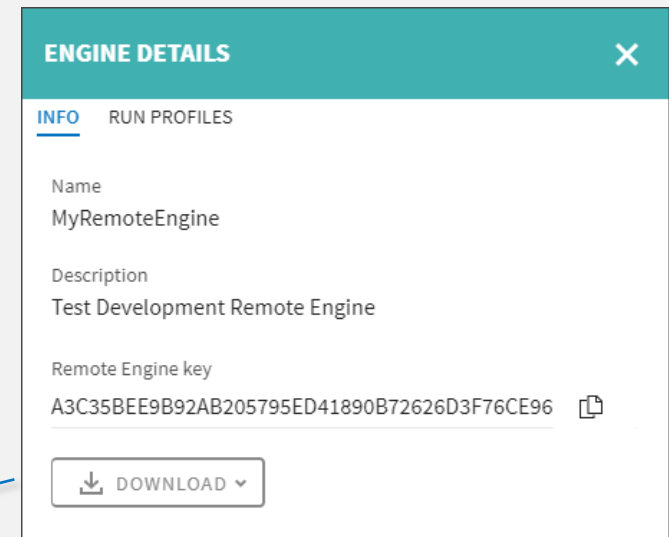 ENGINE DETAILS
INFO RUN PROFILES
Name
MyRemoteEngine
Description
Test Development Remote Engine
Remote Engine key
A3C35BEE9B92AB205795ED41890B72626D3F76CE96
DOWNLOAD